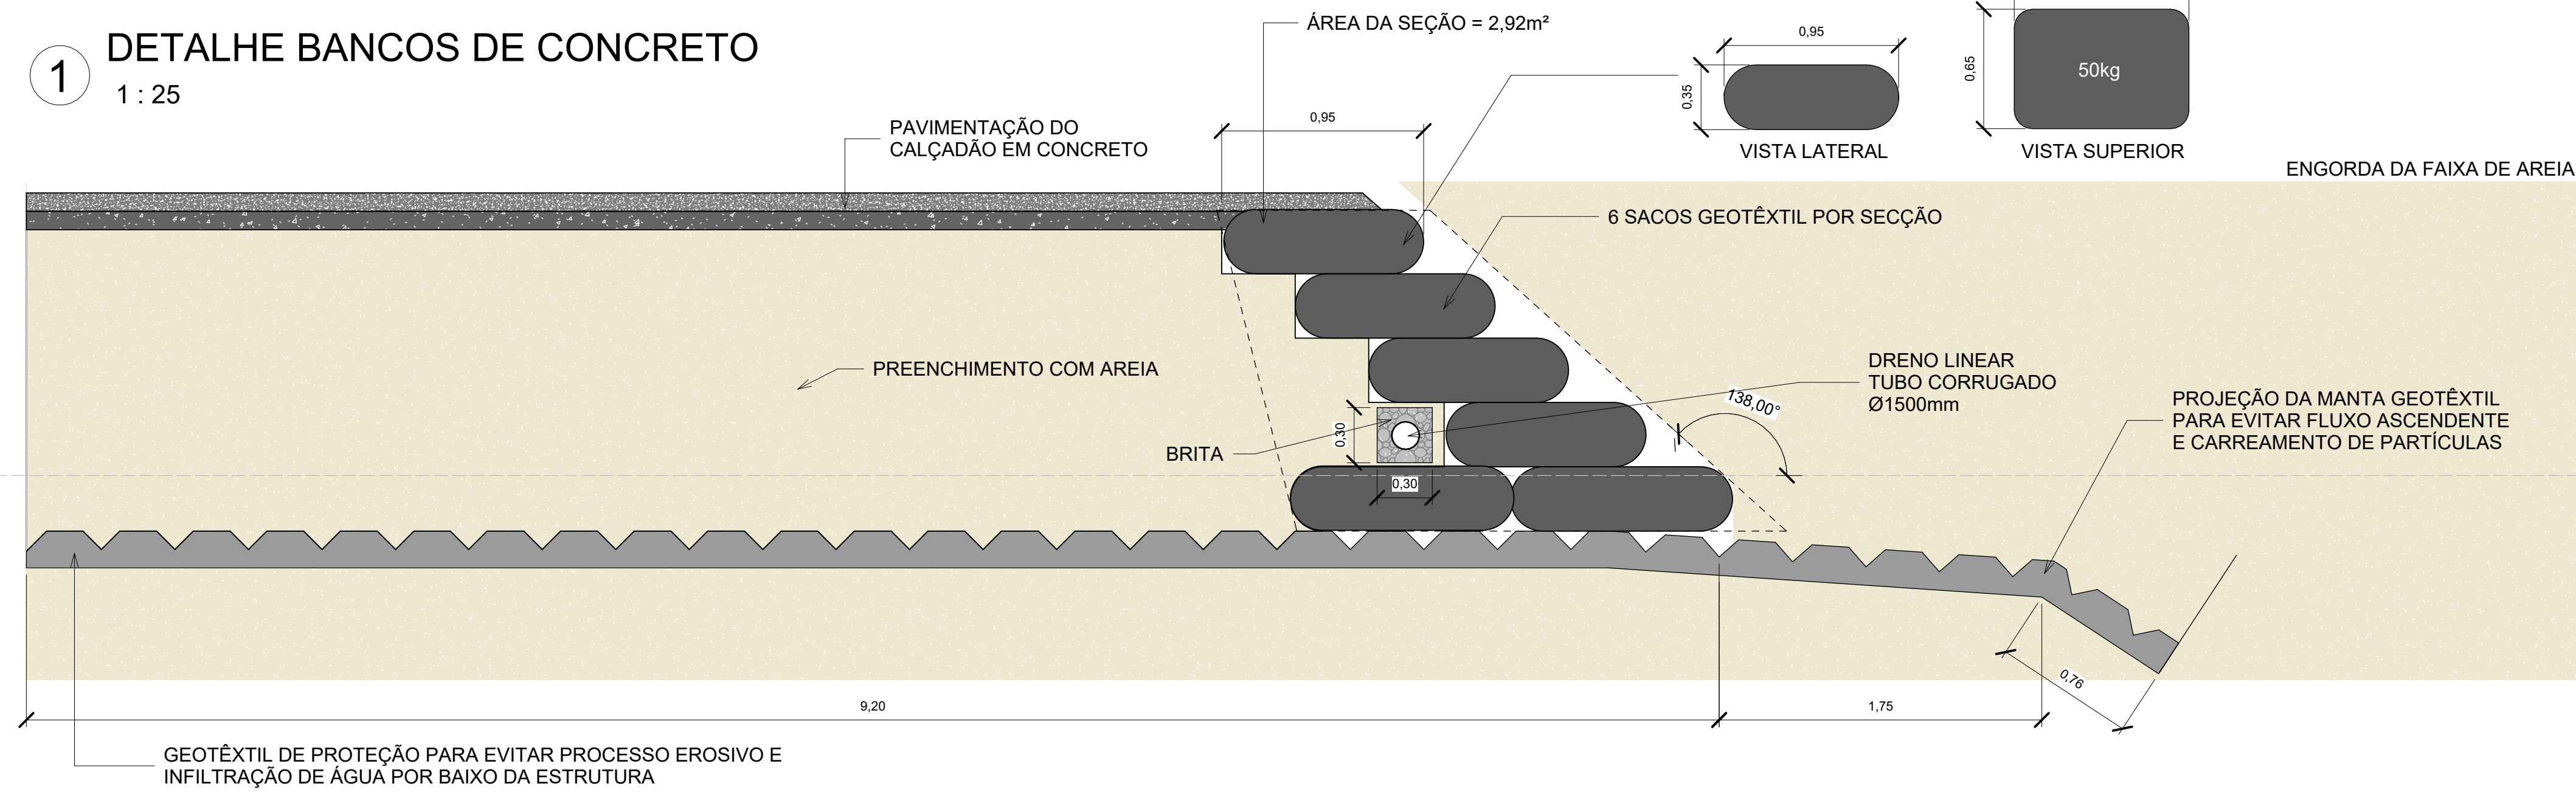 1
DETALHE BANCOS DE CONCRETO
1 : 25
ÁREA DA SEÇÃO = 2,92m²
0,95
0,35
VISTA LATERAL
0,65
50kg
VISTA SUPERIOR
ENGORDA DA FAIXA DE AREIA
PAVIMENTAÇÃO DO
CALÇADÃO EM CONCRETO
0,95
6 SACOS GEOTÊXTIL POR SECÇÃO
PREENCHIMENTO COM AREIA
DRENO LINEAR
TUBO CORRUGADO
Ø1500mm
138,00°
PROJEÇÃO DA MANTA GEOTÊXTIL
PARA EVITAR FLUXO ASCENDENTE
E CARREAMENTO DE PARTÍCULAS
BRITA
0,30
0,30
0,76
9,20
1,75
GEOTÊXTIL DE PROTEÇÃO PARA EVITAR PROCESSO EROSIVO E
INFILTRAÇÃO DE ÁGUA POR BAIXO DA ESTRUTURA